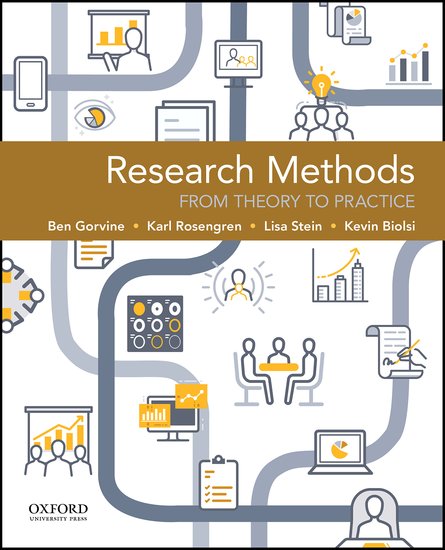 Research Methods
FROM THEORY TO PRACTICE
Ben Gorvine • Karl Rosengren • Lisa Stein • Kevin Biolsi
OXFORD
UNIVERSITY PRESS